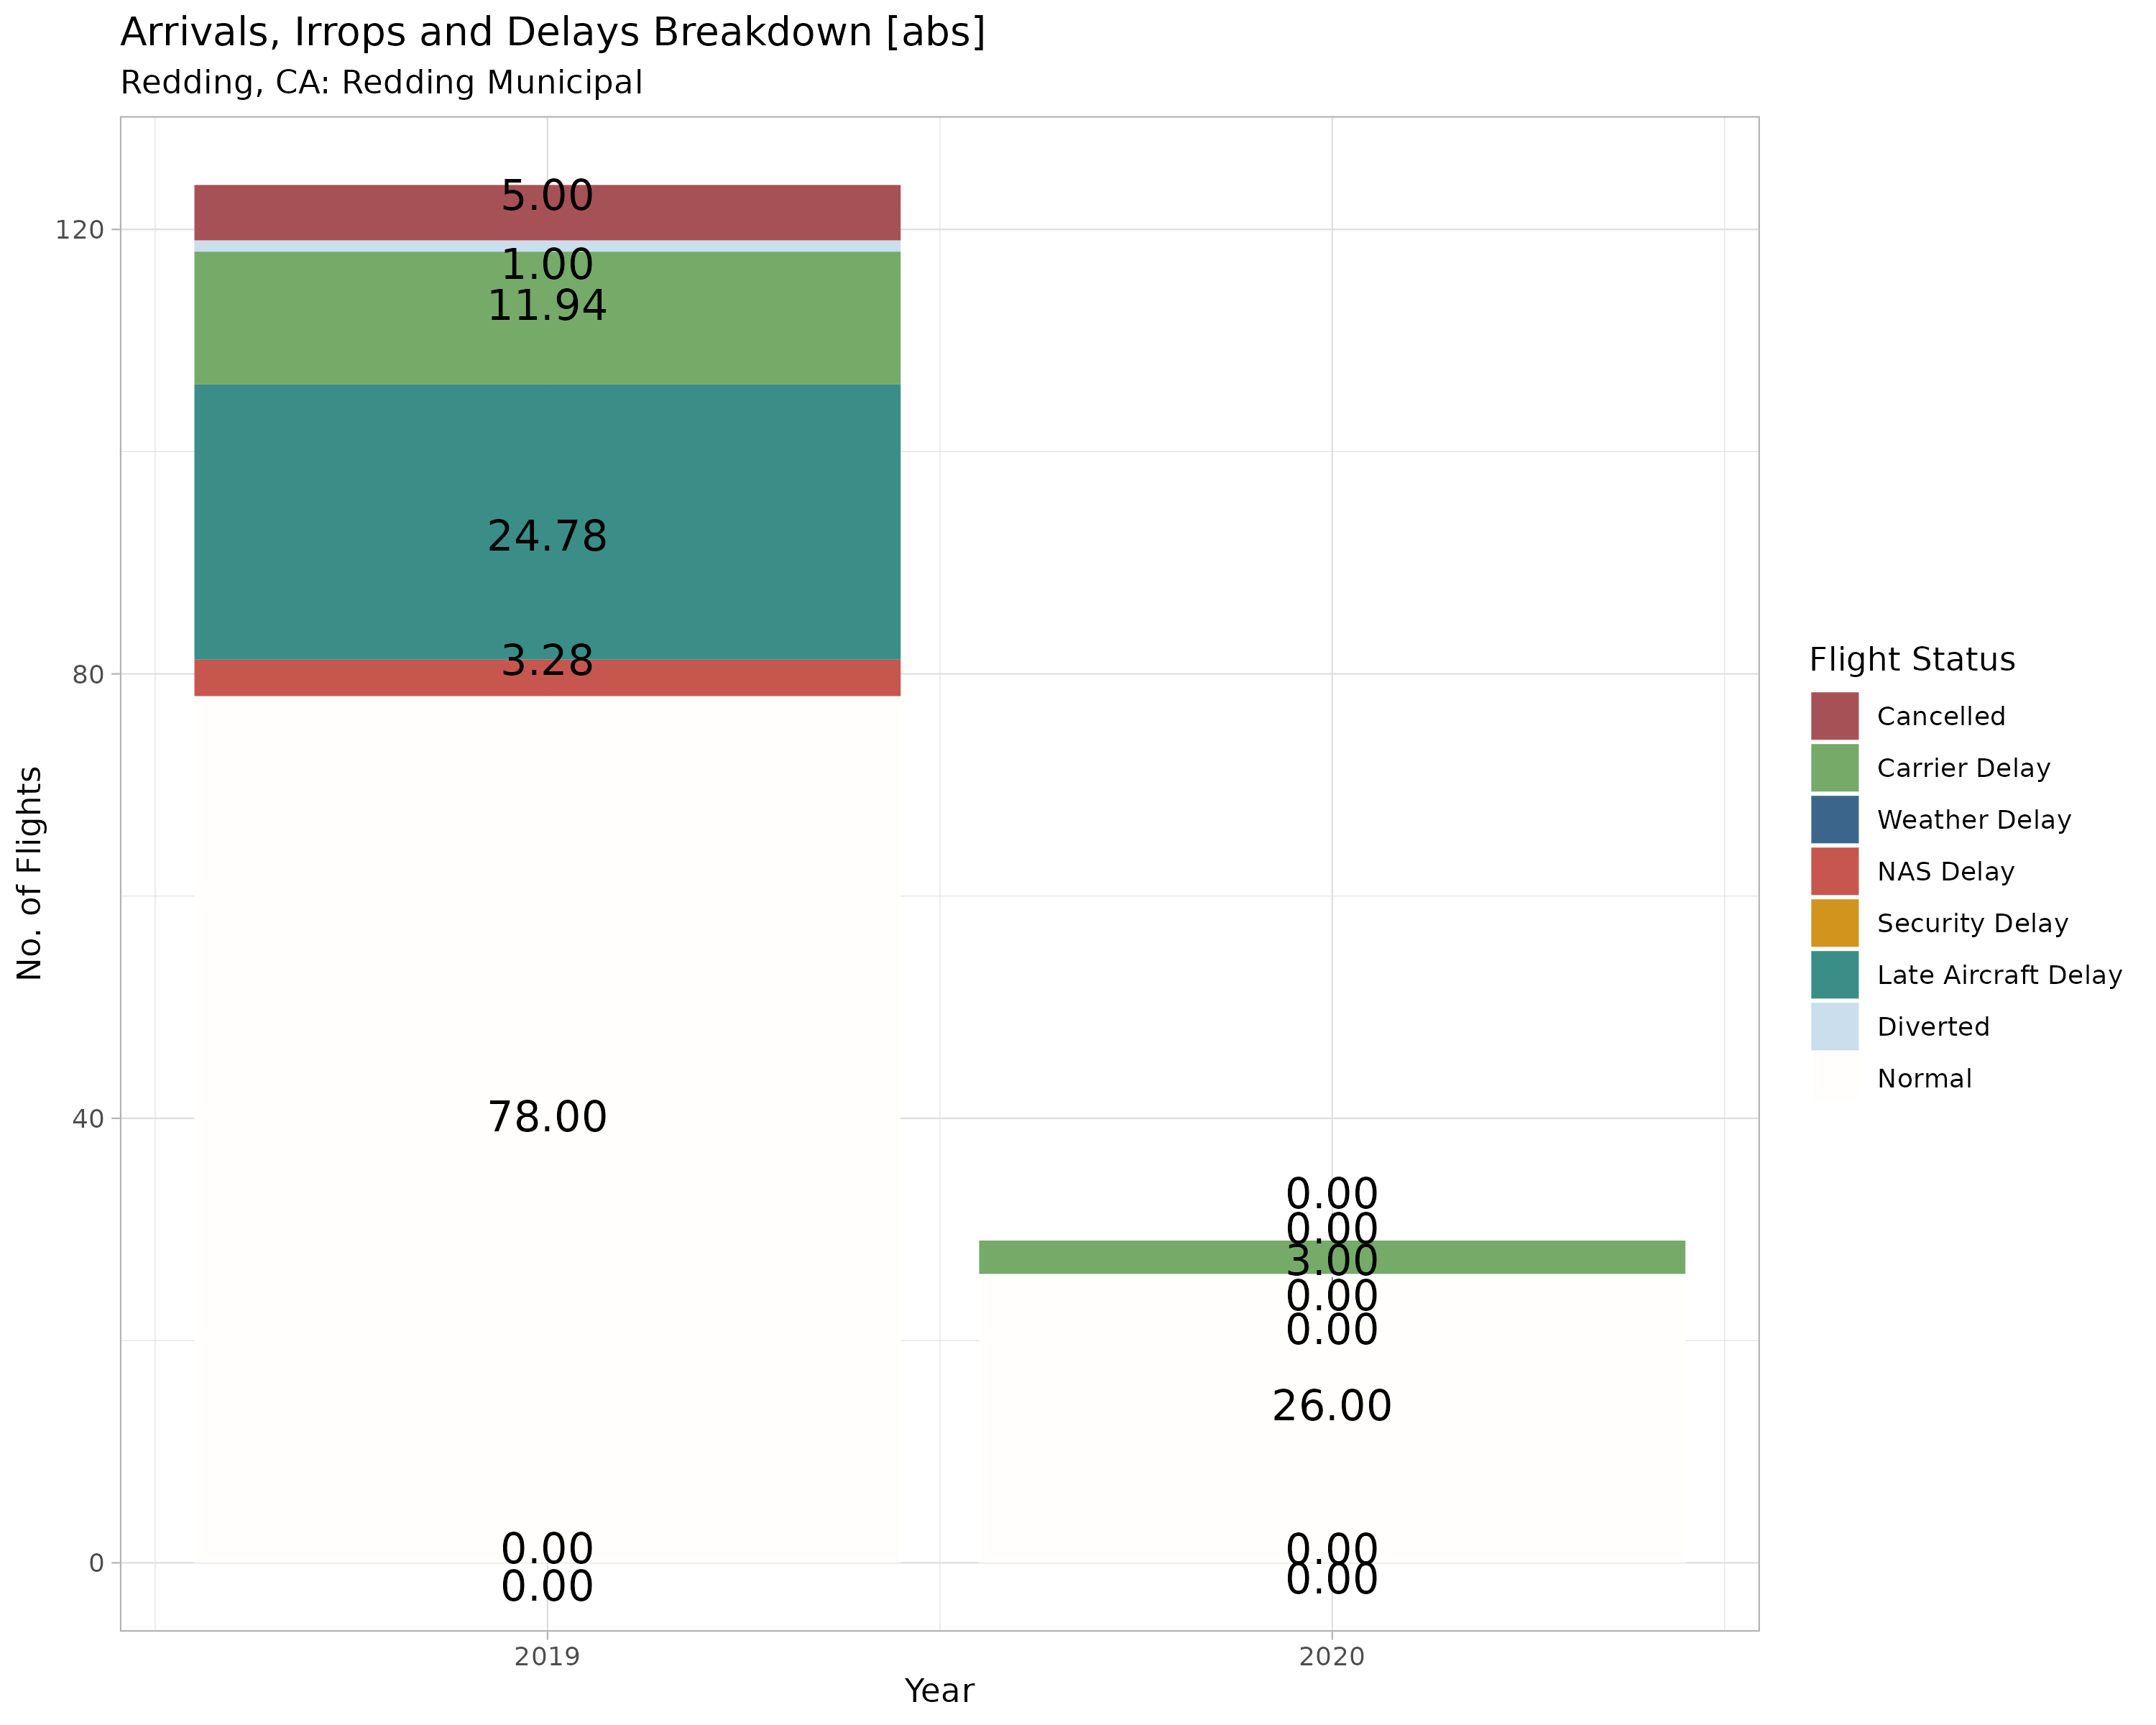 Arrivals, Irrops and Delays Breakdown [abs]
Redding, CA: Redding Municipal
No. of Flights
120
80
40
0
5.00
1.00
11.94
24.78
3.28
78.00
0.00
0.00
0.00
0.00
3.00
0.00
0.00
26.00
0.00
0.00
2019
2020
Year
Flight Status
Cancelled
Carrier Delay
Weather Delay
NAS Delay
Security Delay
Late Aircraft Delay
Diverted
Normal